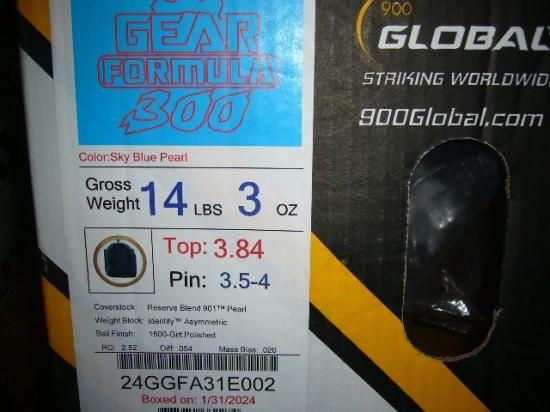 GEAR
FORMULA
300
Color:Sky Blue Pearl
Gross
Weight 14 LBS 3 OZ
Top: 3.84
Pin: 3.5-4
Coverstock: Reserve Blend 901™ Pearl
Weight Block: Identity™ Asymmetric
Ball Finish: 1500-Grit Polished
RG: 2.52 Diff: .054 Mass Bias: .020
24GGFA31E002
Boxed on: 1/31/2024
900
GLOBAL
STRIKING WORLDWIDE
900Global.com